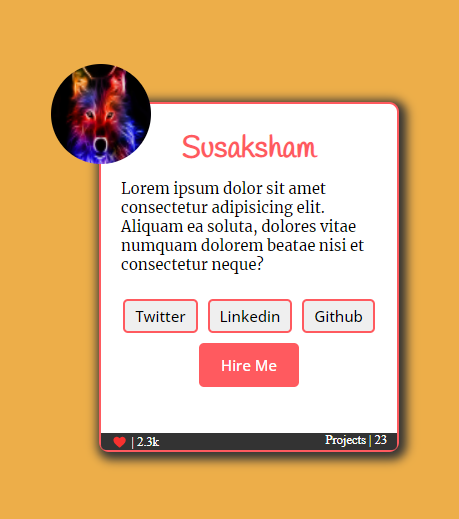 Susaksham
Lorem ipsum dolor sit amet
consectetur adipisicing elit.
Aliquam ea soluta, dolores vitae
numquam dolorem beatae nisi et
consectetur neque?
Twitter Linkedin Github
Hire Me
| 2.3k Projects | 23